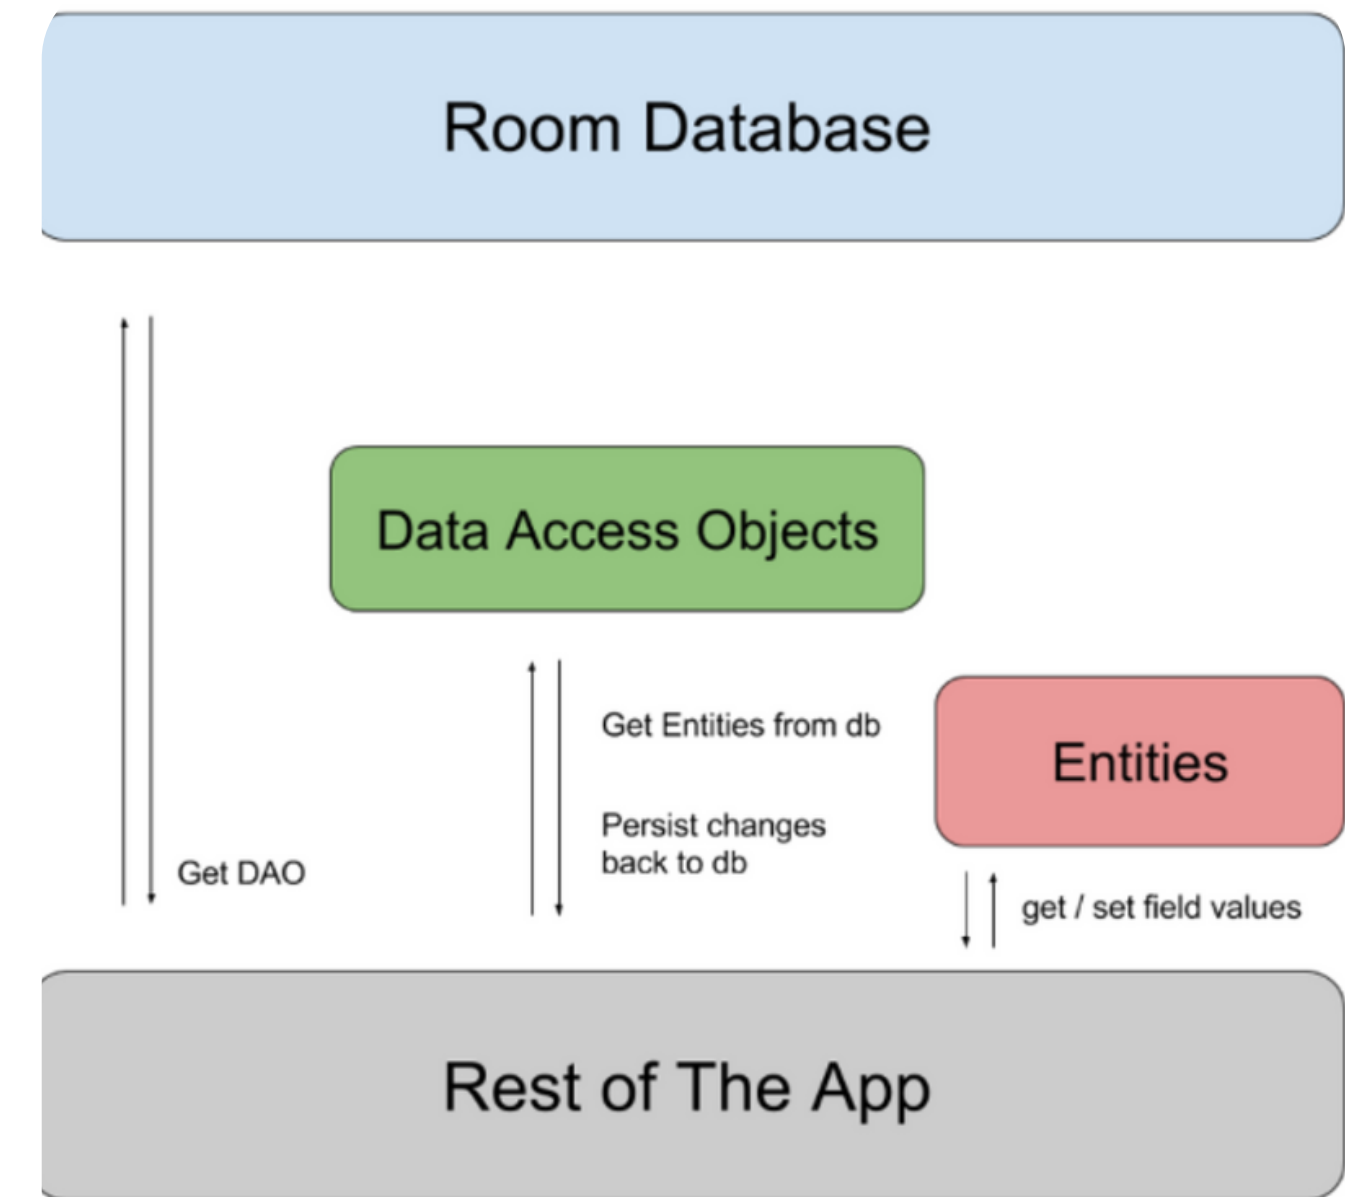 Room Database
Data Access Objects
Get Entities from db
Entities
Persist changes
back to db
Get DAO
get / set field values
Rest of The App